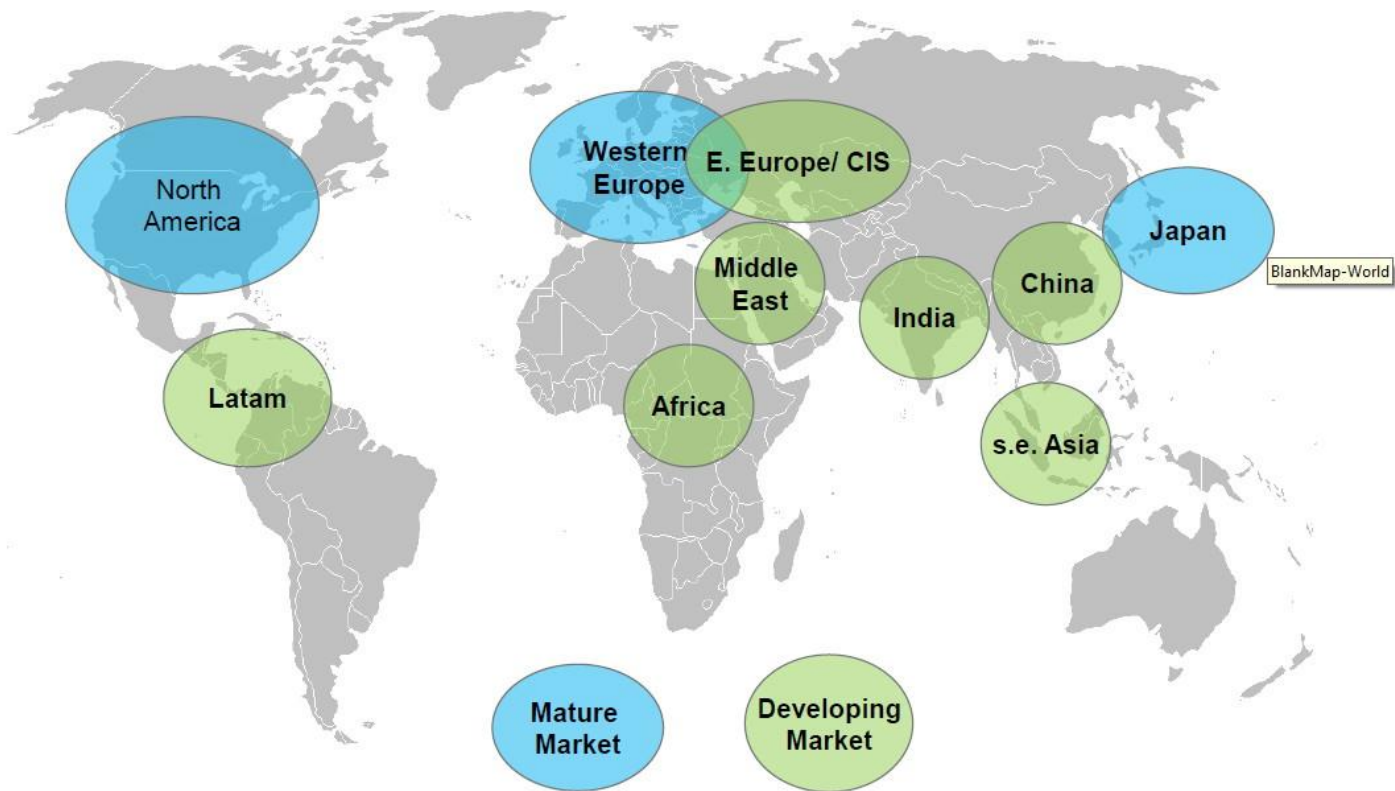 North
America
Western
Europe
E. Europe/ CIS
Japan
BlankMap-World
Middle
East
India
China
Latam
Africa
s.e. Asia
Mature
Market
Developing
Market